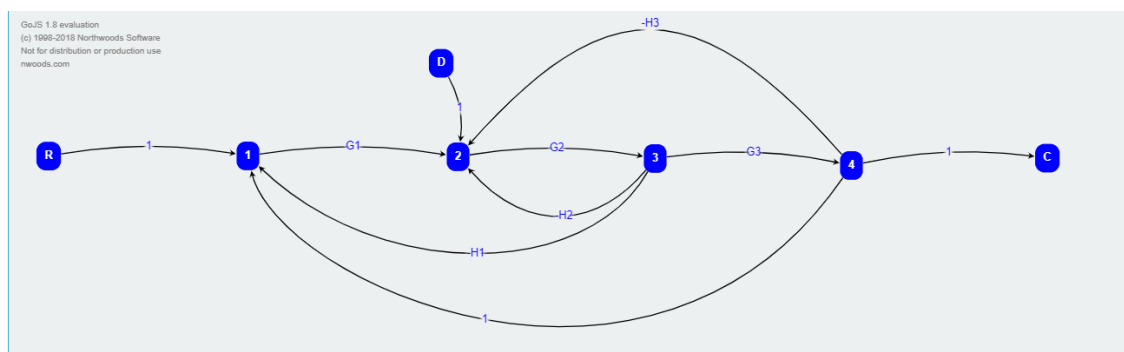 GoJS 1.8 evaluation
(c) 1998-2018 Northwoods Software
Not for distribution or production use
nwoods.com
-H3
D
1
R
1
1
G1
2
G2
3
G3
4
1
C
-H2
-H1
1